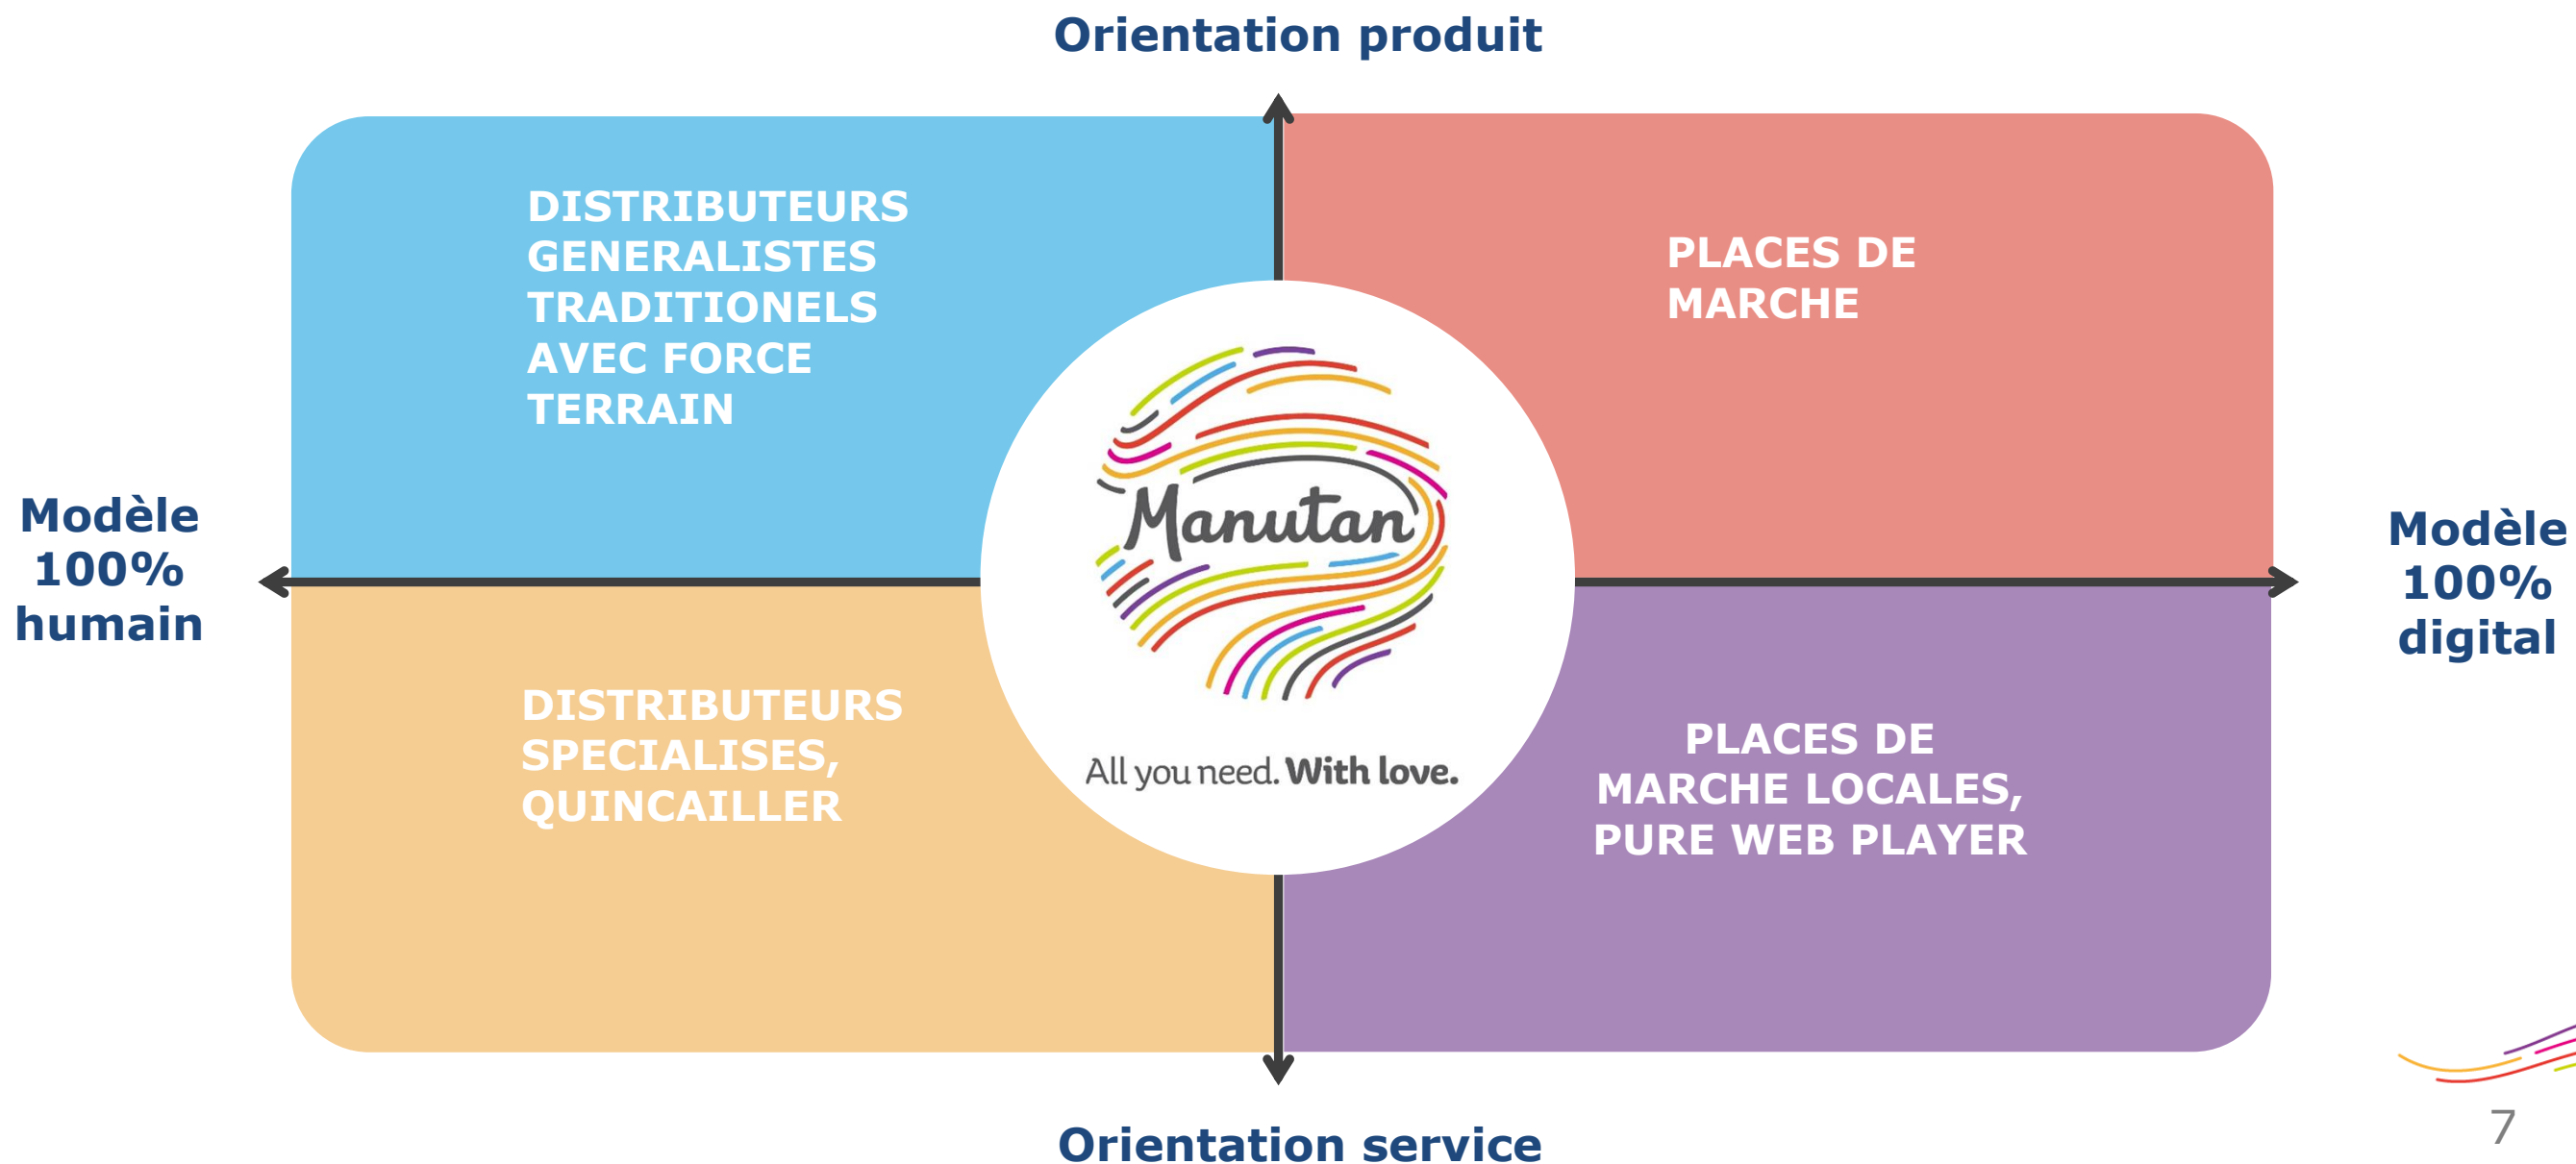 Orientation produit
DISTRIBUTEURS
GENERALISTES
TRADITIONELS
AVEC FORCE
TERRAIN
PLACES DE
MARCHE
Modèle
100%
humain
Manutan
All you need. With love.
Modèle
100%
digital
DISTRIBUTEURS
SPECIALISES,
QUINCAILLER
PLACES DE
MARCHE LOCALES,
PURE WEB PLAYER
Orientation service
7